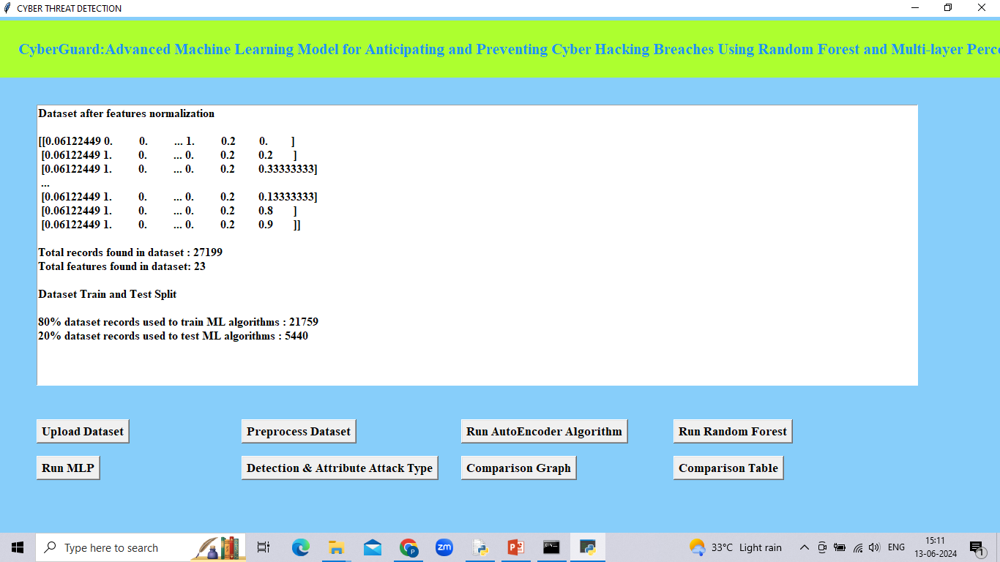 CYBER THREAT DETECTION
CyberGuard:Advanced Machine Learning Model for Anticipating and Preventing Cyber Hacking Breaches Using Random Forest and Multi-layer Perc
Dataset after features normalization
[[0.06122449 0. 0. ... 1. 0.2 0. ]
[0.06122449 1. 0. ... 0. 0.2 0.2 ]
[0.06122449 1. 0. ... 0. 0.2 0.33333333]
...
[0.06122449 1. 0. ... 0. 0.2 0.13333333]
[0.06122449 1. 0. ... 0. 0.2 0.8 ]
[0.06122449 1. 0. ... 0. 0.2 0.9 ]]
Total records found in dataset : 27199
Total features found in dataset: 23
Dataset Train and Test Split
80% dataset records used to train ML algorithms : 21759
20% dataset records used to test ML algorithms : 5440
Upload Dataset Preprocess Dataset Run AutoEncoder Algorithm Run Random Forest
Run MLP Detection & Attribute Attack Type Comparison Graph Comparison Table
Type here to search zm 33°C Light rain ENG 15:11
13-06-2024 1